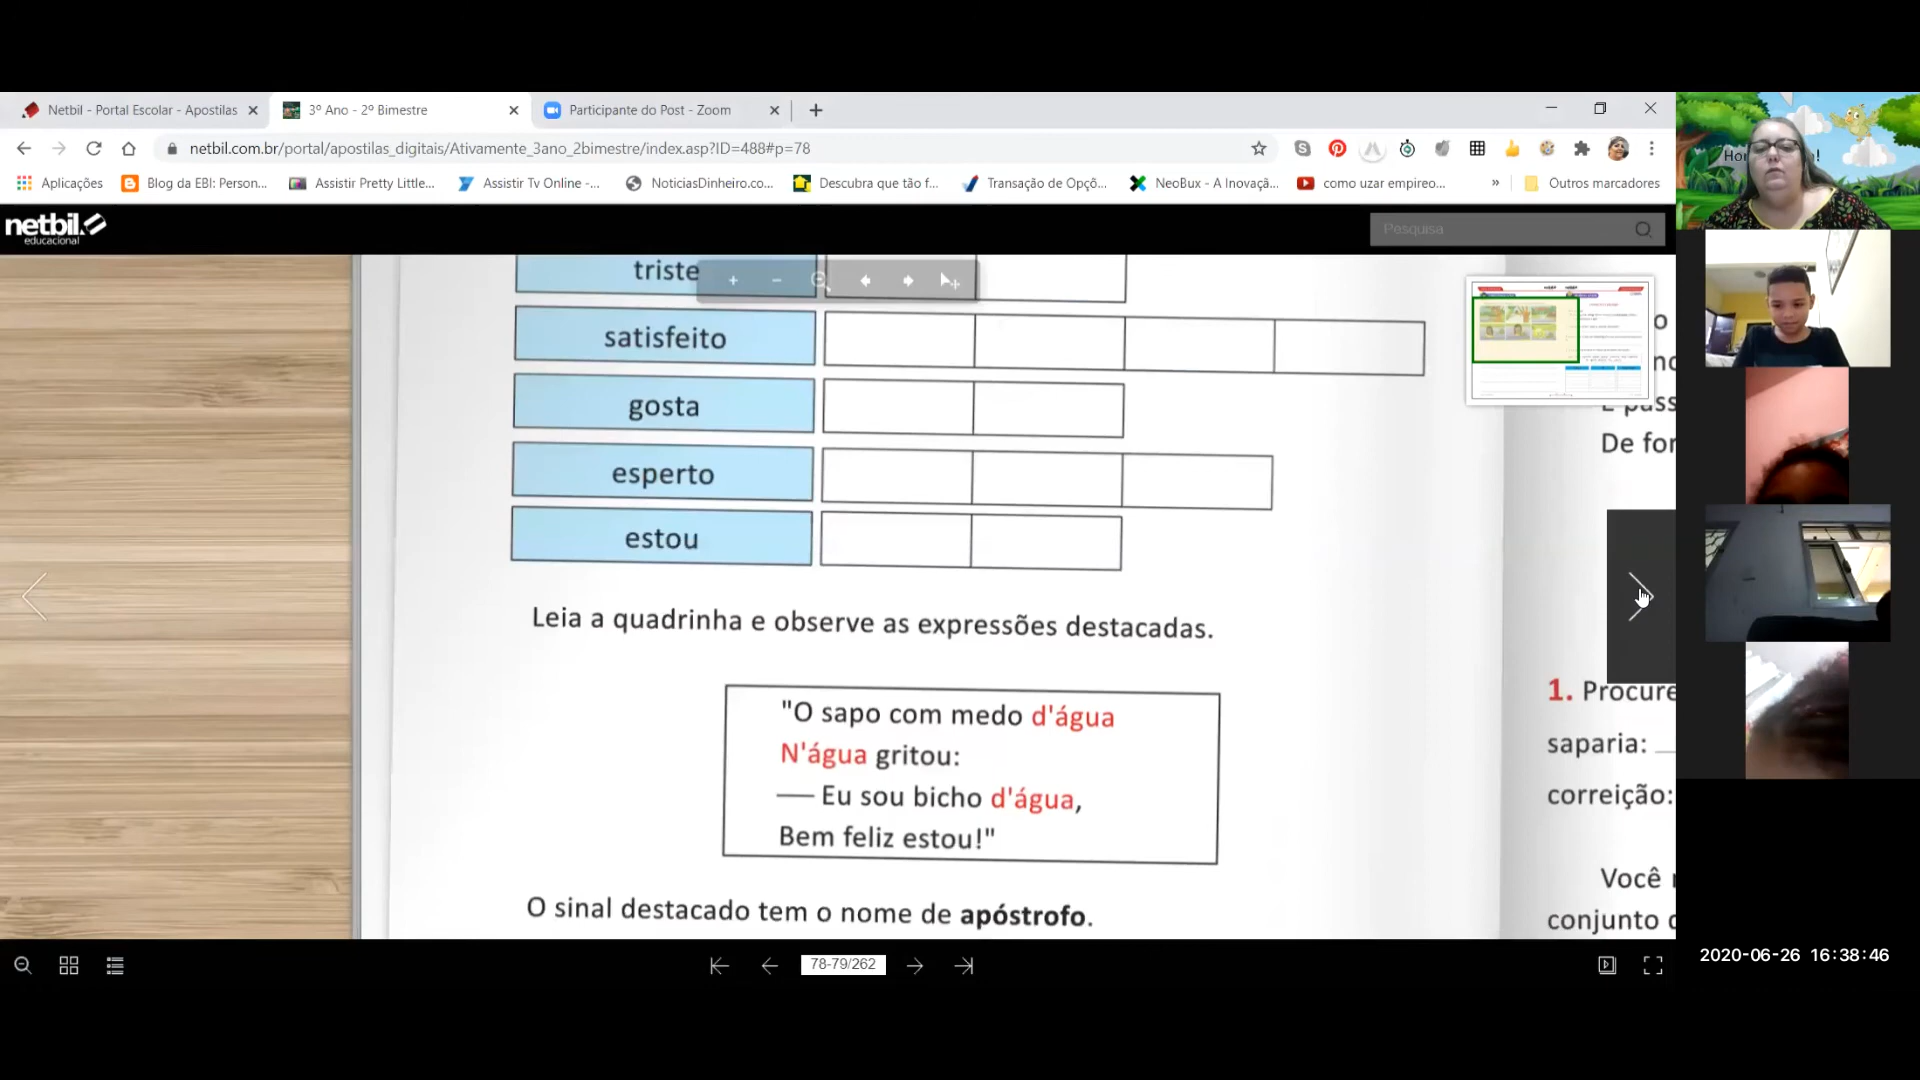 Netbil - Portal Escolar - Apostilas
3º Ano - 2º Bimestre
Participante do Post - Zoom
netbil.com.br/portal/apostilas_digitais/Ativamente_3ano_2bimestre/index.asp?ID=488#p=78
Aplicações
Blog da EBI: Person...
Assistir Pretty Little...
Assistir Tv Online -...
NoticiasDinheiro.co...
Descubra que tão f...
Transação de Opçõ...
NeoBux - A Inovaçã...
como uzar empireo...
»
Outros marcadores
netbil
educacional
Pesquisa
triste
satisfeito
gosta
esperto
estou
Leia a quadrinha e observe as expressões destacadas.
"O sapo com medo d'água
N'água gritou:
— Eu sou bicho d'água,
Bem feliz estou!"
O sinal destacado tem o nome de apóstrofo.
De for
1. Procure
saparia:
correição:
Você
conjunto
78-79/262
2020-06-26 16:38:46